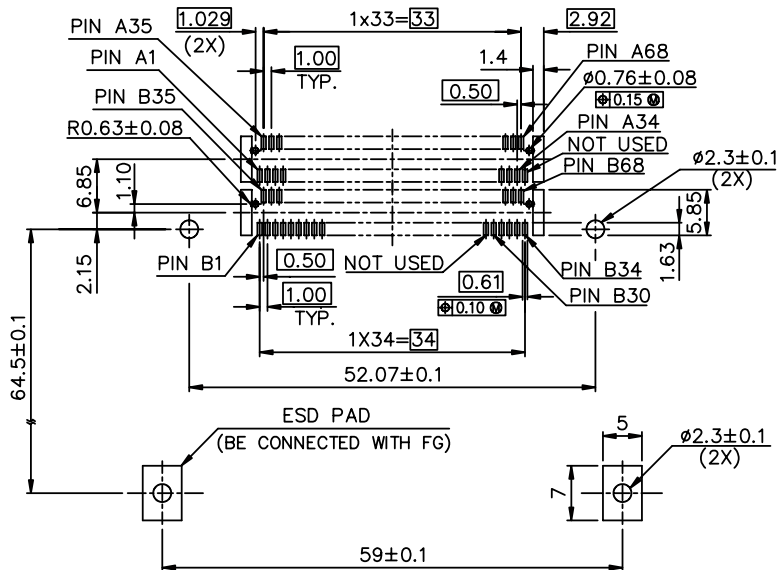 1.029
(2X)
1x33=33
2.92
PIN A35
PIN A1
PIN B35
R0.63±0.08
1.00
TYP.
0.50
1.4
PIN A68
ø0.76±0.08
⌖ 0.15 Ⓜ
PIN A34
NOT USED
PIN B68
ø2.3±0.1
(2X)
6.85
1.10
2.15
5.85
1.63
PIN B1
0.50
NOT USED
PIN B34
1.00
TYP.
0.61
PIN B30
⌖ 0.10 Ⓜ
1X34=34
64.5±0.1
52.07±0.1
ESD PAD
(BE CONNECTED WITH FG)
5
7
ø2.3±0.1
(2X)
59±0.1